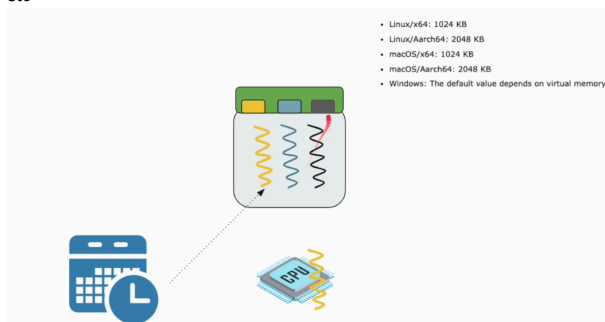 Linux/x64: 1024 KB
Linux/Aarch64: 2048 KB
macOS/x64: 1024 KB
macOS/Aarch64: 2048 KB
Windows: The default value depends on virtual memory
CPU